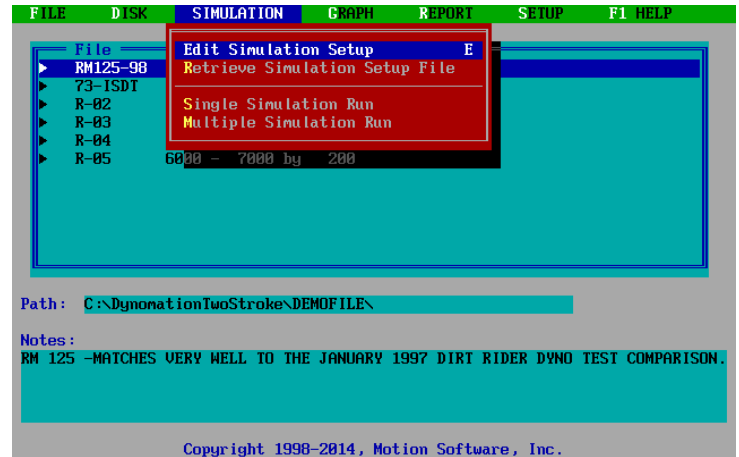 FILE DISK SIMULATION GRAPH REPORT SETUP F1 HELP
File
Edit Simulation Setup E
RM125-98
Retrieve Simulation Setup File
73-ISDT
R-02
Single Simulation Run
R-03
Multiple Simulation Run
R-04
R-05 6000 - 7000 by 200
Path: C:\DynomationTwoStroke\DEMOFILE\
Notes:
RM 125 -MATCHES VERY WELL TO THE JANUARY 1997 DIRT RIDER DYNO TEST COMPARISON.
Copyright 1998-2014, Motion Software, Inc.